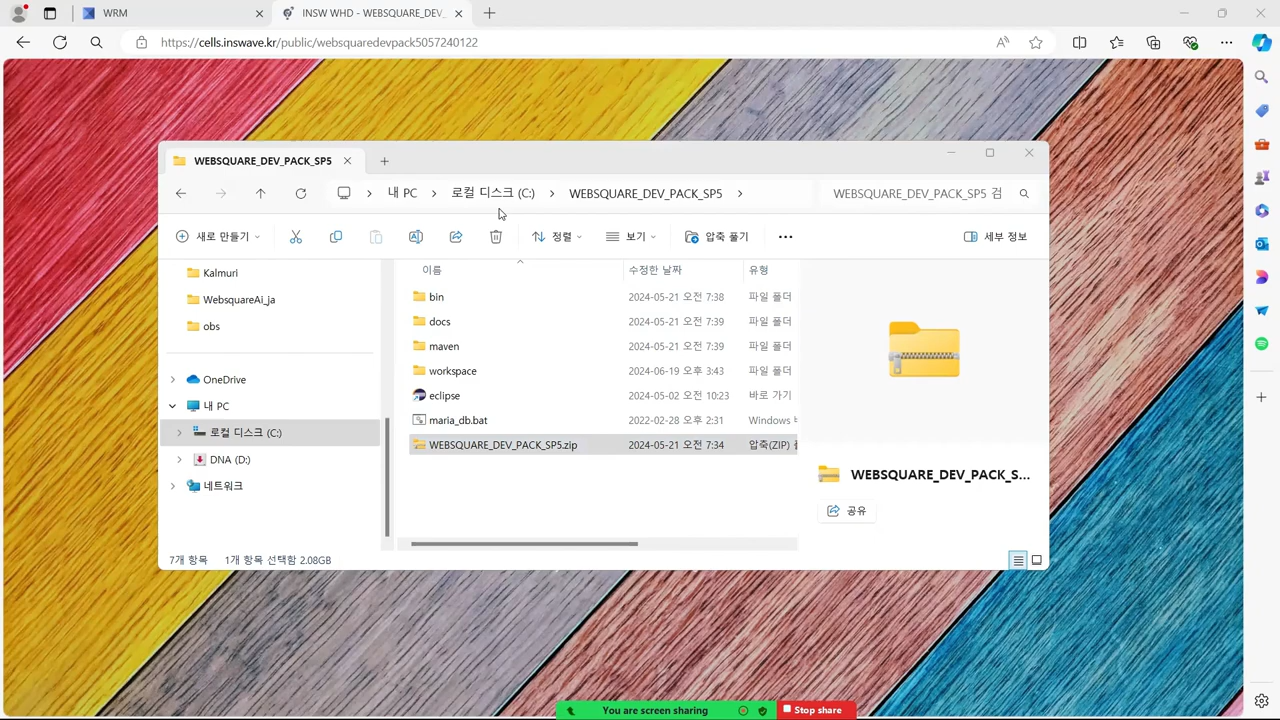 WRM
INSW WHD - WEBSQUARE_DEV_
https://cells.inswave.kr/public/websquaredevpack5057240122
WEBSQUARE_DEV_PACK_SP5
내 PC
로컬 디스크 (C:)
WEBSQUARE_DEV_PACK_SP5
WEBSQUARE_DEV_PACK_SP5 검
새로 만들기
정렬
보기
압축 풀기
세부 정보
Kalmuri
WebsquareAi_ja
obs
OneDrive
내 PC
로컬 디스크 (C:)
DNA (D:)
네트워크
이름 수정한 날짜 유형
bin 2024-05-21 오전 7:38 파일 폴더
docs 2024-05-21 오전 7:39 파일 폴더
maven 2024-05-21 오전 7:39 파일 폴더
workspace 2024-06-19 오후 3:43 파일 폴더
eclipse 2024-05-02 오전 10:23 바로 가기
maria_db.bat 2022-02-28 오후 2:31 Windows
WEBSQUARE_DEV_PACK_SP5.zip 2024-05-21 오전 7:34 압축(ZIP)
WEBSQUARE_DEV_PACK_S...
공유
7개 항목 1개 항목 선택함 2.08GB
You are screen sharing
Stop share